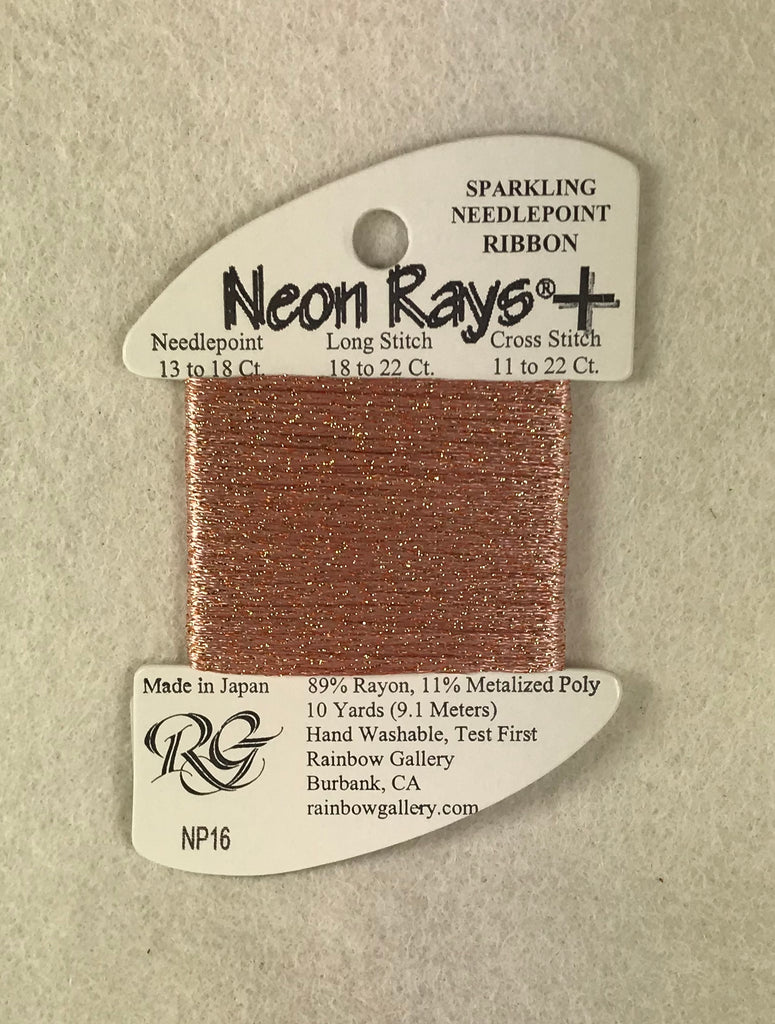 SPARKLING
NEEDLEPOINT
RIBBON
Neon Rays®+
Needlepoint Long Stitch Cross Stitch
13 to 18 Ct. 18 to 22 Ct. 11 to 22 Ct.
Made in Japan 89% Rayon, 11% Metalized Poly
10 Yards (9.1 Meters)
Hand Washable, Test First
Rainbow Gallery
Burbank, CA
rainbowgallery.com
RG
NP16